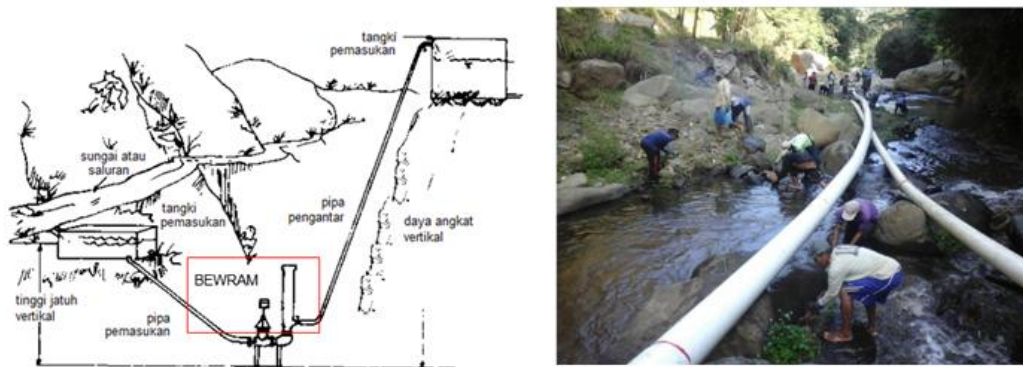 tangki
pemasukan
sungai atau
saluran
tangki
pemasukan
pipa
pengantar
daya angkat
vertikal
BEWRAM
tinggi jatuh
vertikal
pipa
pemasukan